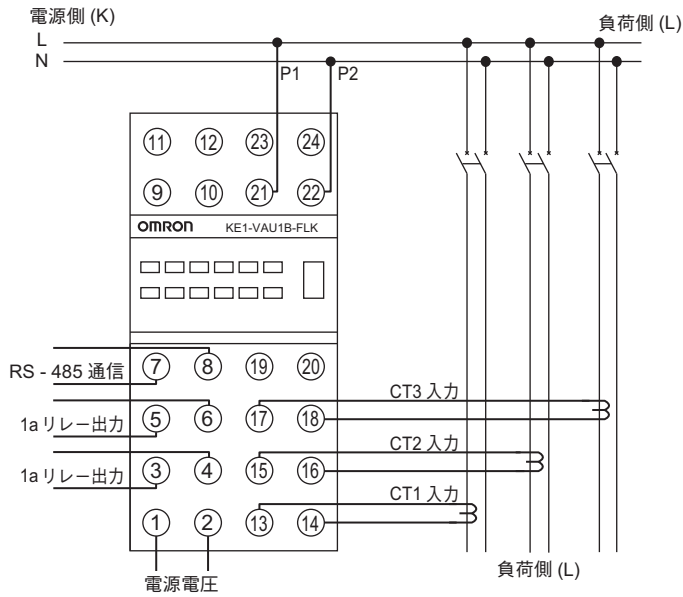 電源側 (K)
負荷側 (L)
L
N
P1
P2
⑪ ⑫ ㉓ ㉔
⑨ ⑩ ㉑ ㉒
OMRON KE1-VAU1B-FLK
⑦ ⑧ ⑲ ⑳
RS - 485 通信
CT3 入力
⑤ ⑥ ⑰ ⑱
1a リレー出力
CT2 入力
③ ④ ⑮ ⑯
1a リレー出力
CT1 入力
① ② ⑬ ⑭
電源電圧
負荷側 (L)